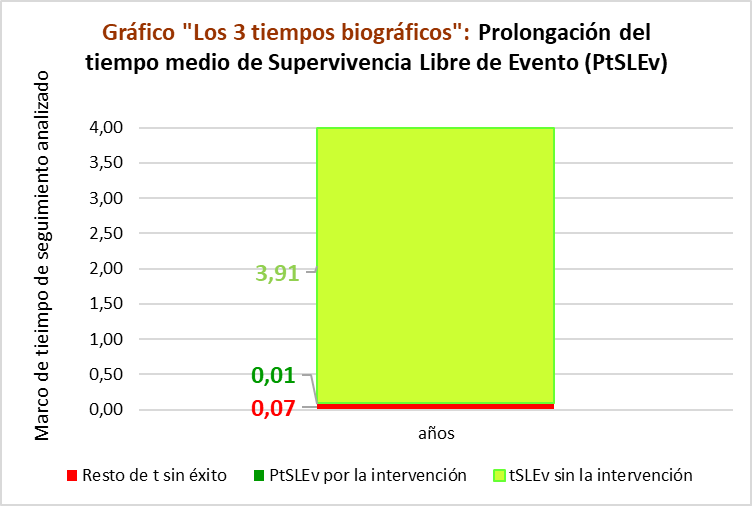 Gráfico "Los 3 tiempos biográficos": Prolongación del
tiempo medio de Supervivencia Libre de Evento (PtSLEv)
Marco de tieimpo de seguimiento analizado
4,00
3,50
3,00
2,50
2,00
1,50
1,00
0,50
0,00
3,91
0,01
0,07
años
Resto de t sin éxito
PtSLEv por la intervención
tSLEv sin la intervención